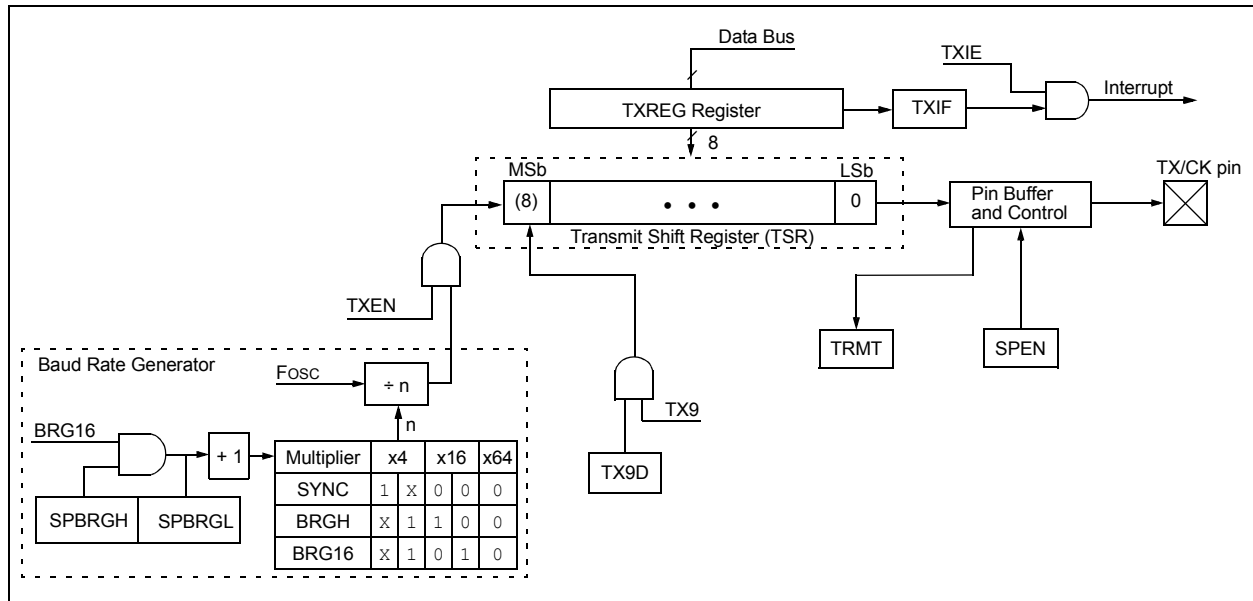 Data Bus
TXIE
Interrupt
TXREG Register
TXIF
8
MSb
LSb
TX/CK pin
(8)
• • •
0
Pin Buffer
and Control
Transmit Shift Register (TSR)
TXEN
TRMT
SPEN
Baud Rate Generator
FOSC
÷ n
TX9
n
BRG16
+ 1
Multiplier x4 x16 x64
TX9D
SYNC 1 X 0 0 0
SPBRGH SPBRGL
BRGH X 1 1 0 0
BRG16 X 1 0 1 0